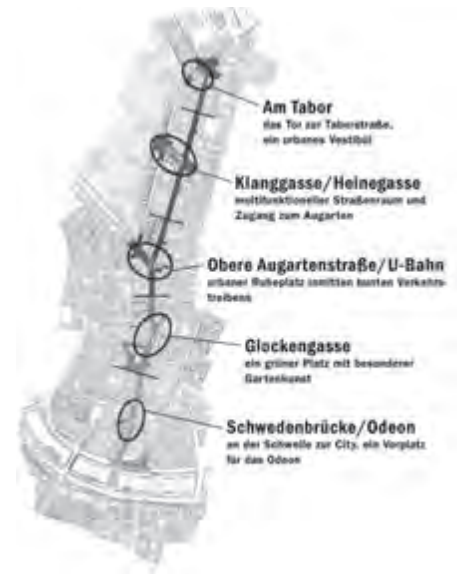 Am Tabor
das Tor zur Taborstraße,
ein urbanes Vestibül
Klanggasse/Heinegasse
multifunktioneller Straßenraum und
Zugang zum Augarten
Obere Augartenstraße/U-Bahn
urbaner Ruheplatz inmitten bunten Verkehrs-
treibens
Glockengasse
ein grüner Platz mit besonderer
Gartenkunst
Schwedenbrücke/Odeon
an der Schwelle zur City, ein Vorplatz
für das Odeon